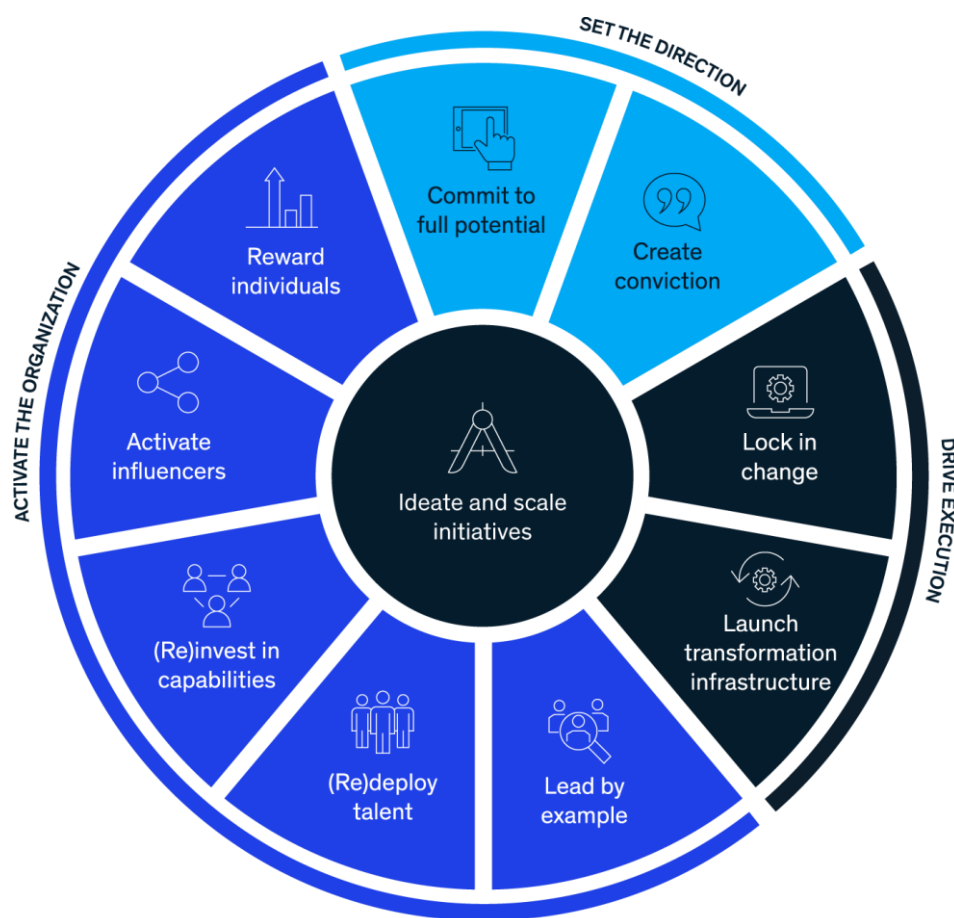 SET THE DIRECTION
Commit to
full potential
Create
conviction
DRIVE EXECUTION
Lock in
change
Launch
transformation
infrastructure
ACTIVATE THE ORGANIZATION
Lead by
example
(Re)deploy
talent
(Re)invest in
capabilities
Activate
influencers
Reward
individuals
Ideate and scale
initiatives